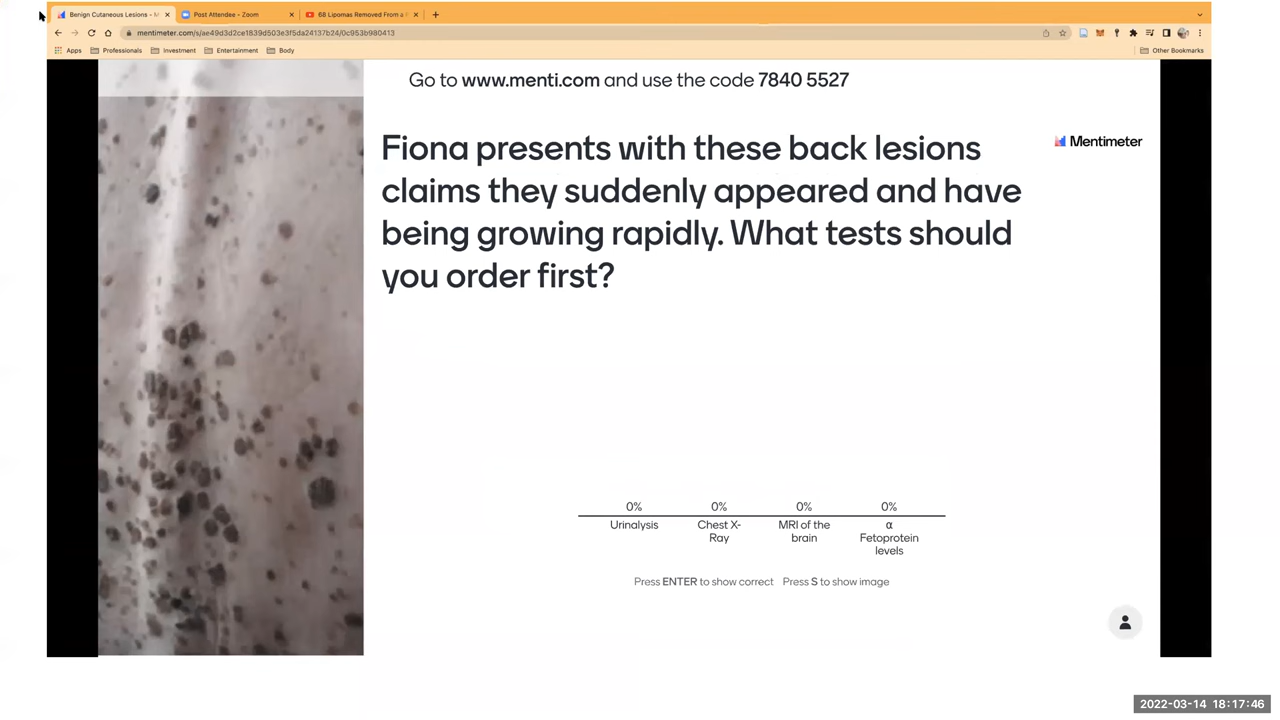 Benign Cutaneous Lesions - M
Post Attendee - Zoom
68 Lipomas Removed From a
mentimeter.com/s/ae49d3d2ce1839d503e3f5da24137b24/0c953b980413
Apps
Professionals
Investment
Entertainment
Body
Other Bookmarks
Go to www.menti.com and use the code 7840 5527
Mentimeter
Fiona presents with these back lesions
claims they suddenly appeared and have
being growing rapidly. What tests should
you order first?
0%
0%
0%
0%
Urinalysis
Chest X-
Ray
MRI of the
brain
α
Fetoprotein
levels
Press ENTER to show correct
Press S to show image
2022-03-14 18:17:46